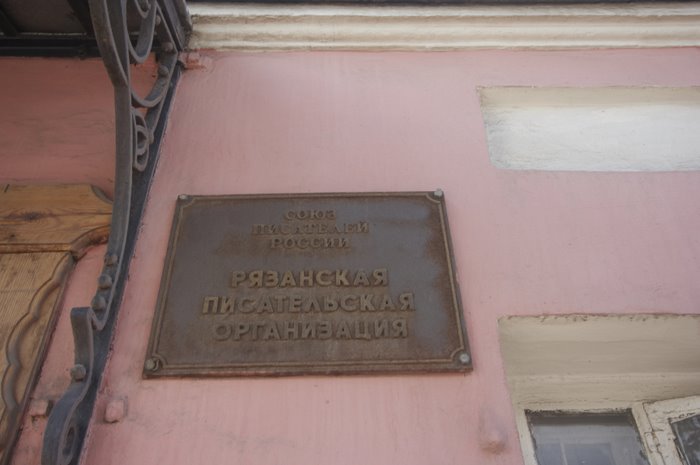 СОЮЗ
ПИСАТЕЛЕЙ
РОССИИ
РЯЗАНСКАЯ
ПИСАТЕЛЬСКАЯ
ОРГАНИЗАЦИЯ